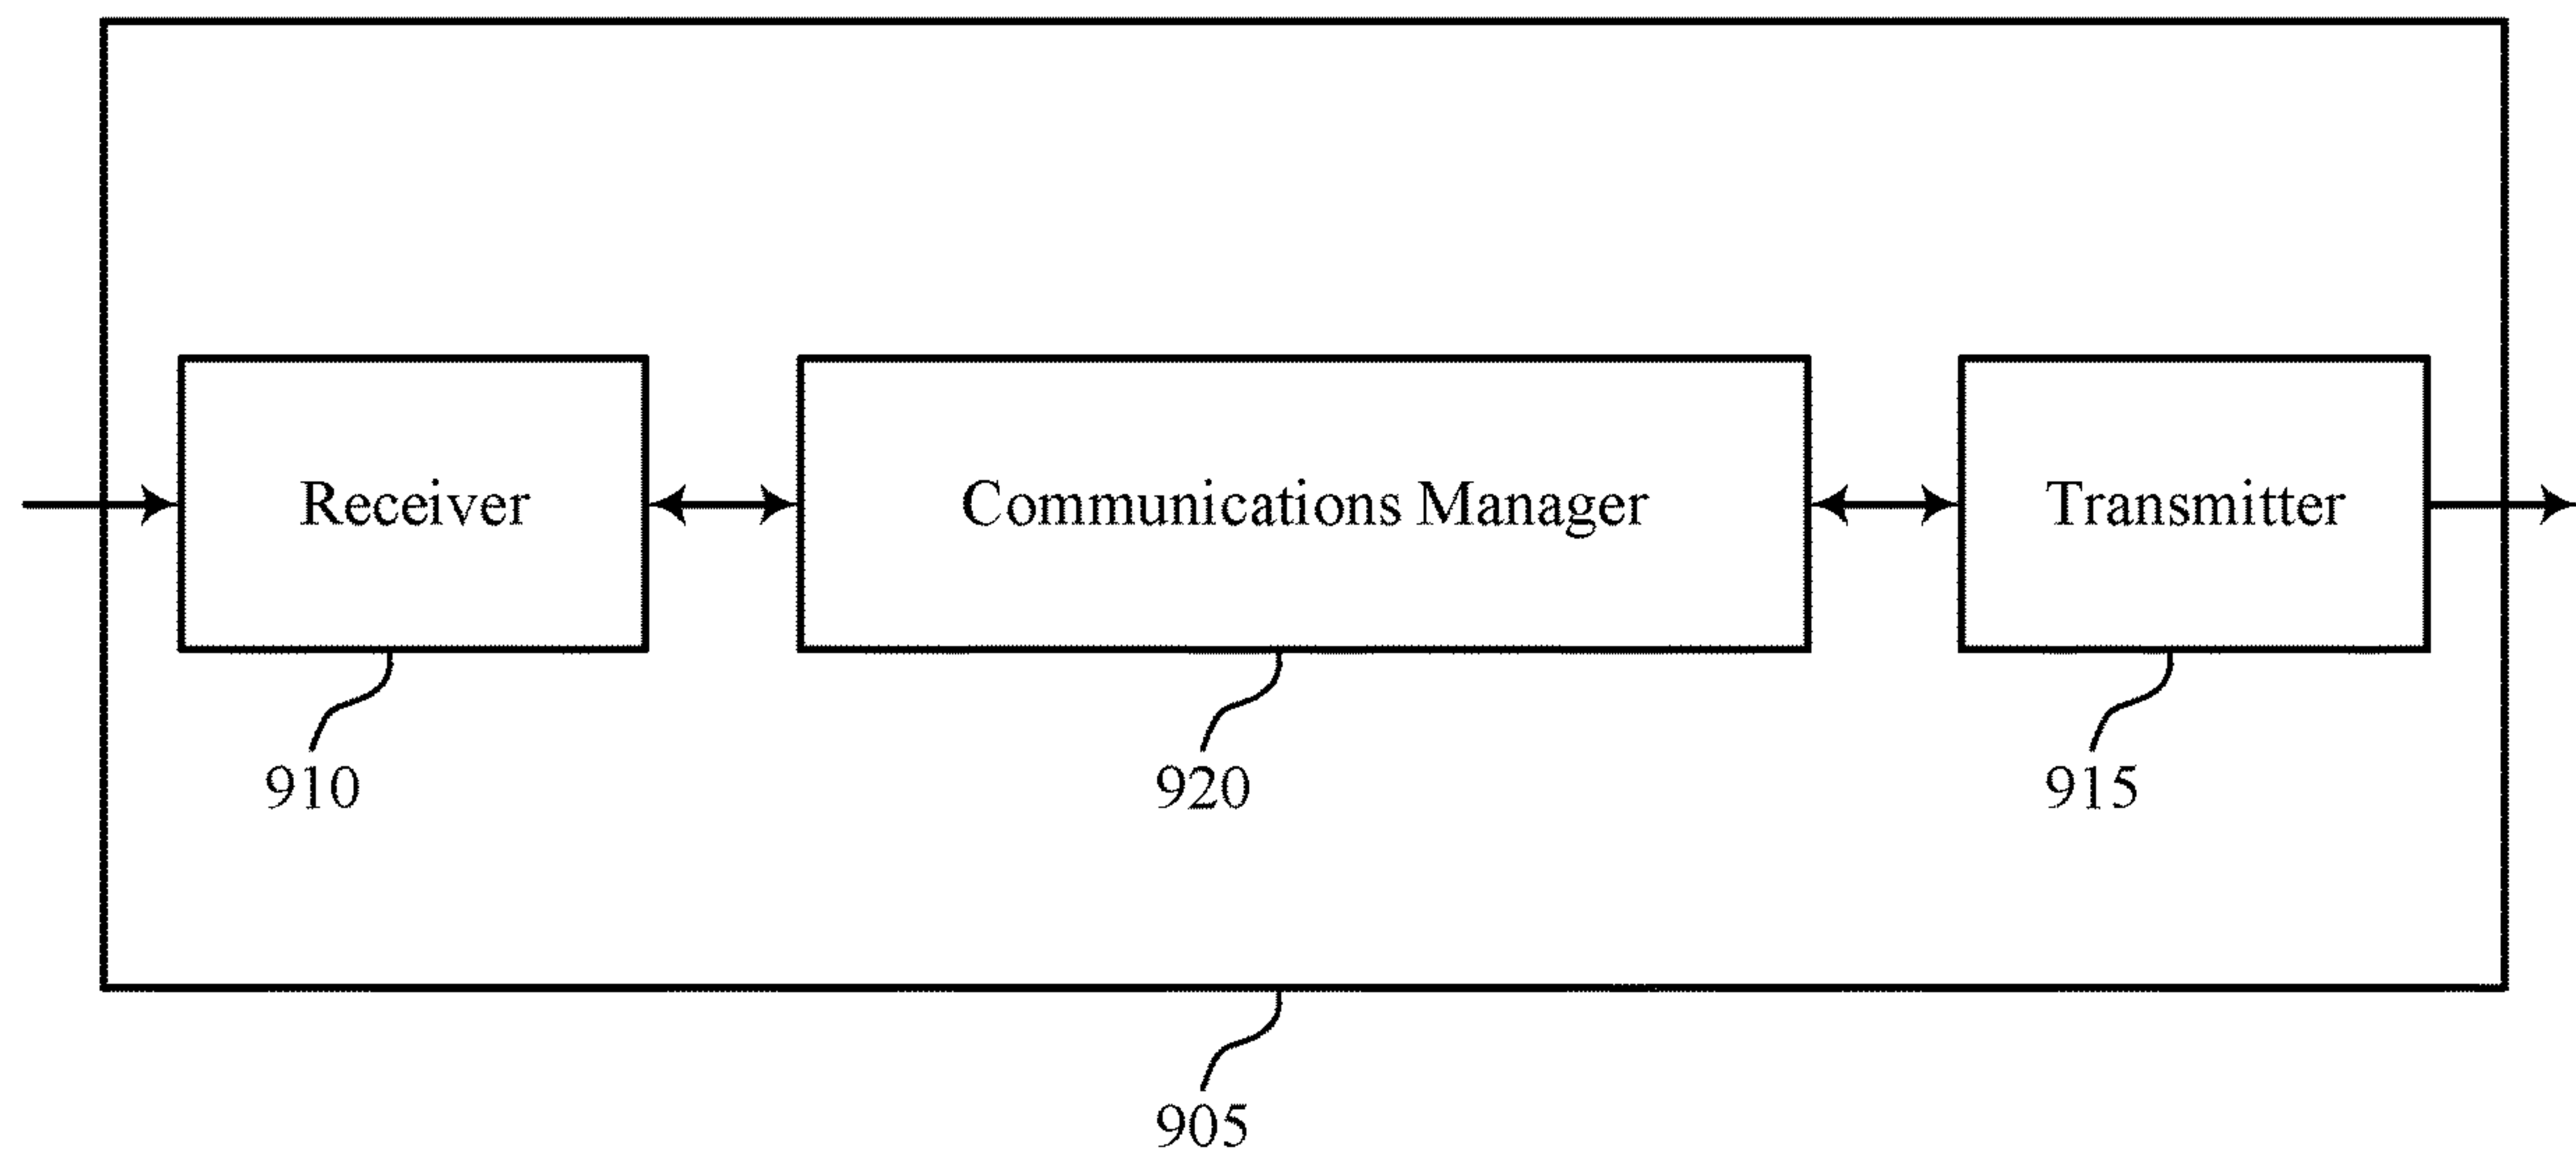 Receiver
Communications Manager
Transmitter
910
920
915
905